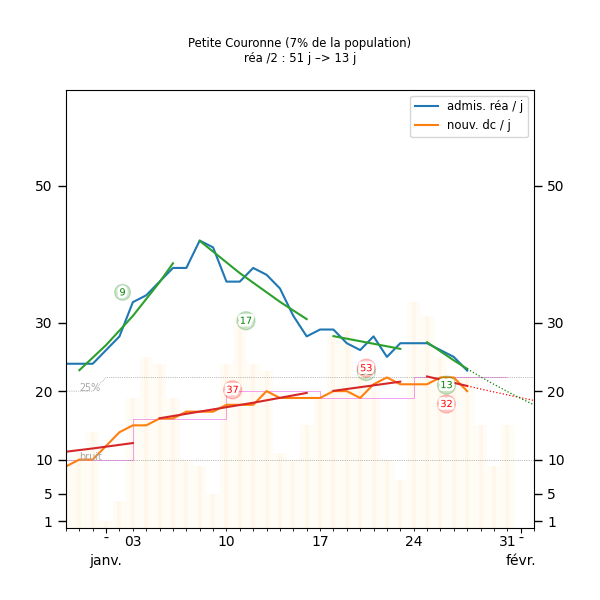 Petite Couronne (7% de la population)
réa /2 : 51 j –> 13 j
admis. réa / j
nouv. dc / j
50 50
9
17
30 30
53
25%
37
13
20 20
32
bruit
10 10
5 5
1 1
- 03 10 17 24 31 -
janv. févr.